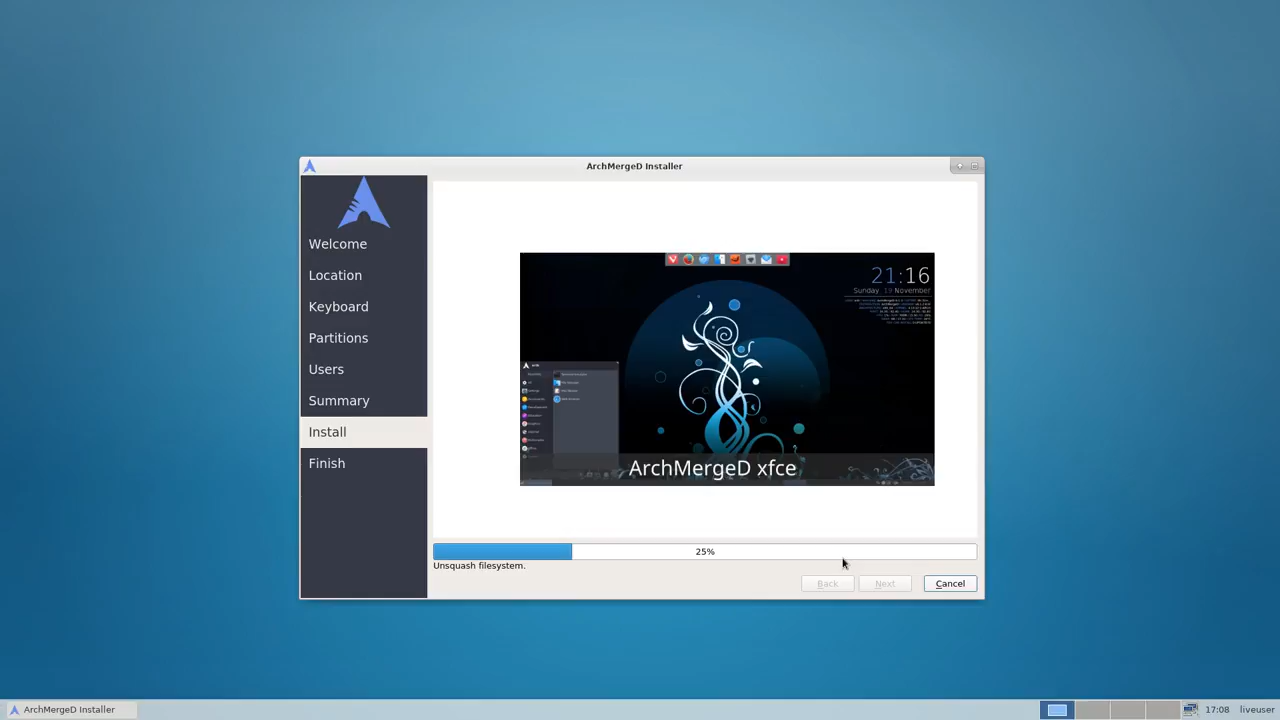 ArchMergeD Installer
Welcome
Location
Keyboard
Partitions
Users
Summary
Install
Finish
21:16
Sunday 19 November
ArchMergeD xfce
25%
Unsquash filesystem.
Back
Next
Cancel
ArchMergeD Installer
17:08
liveuser